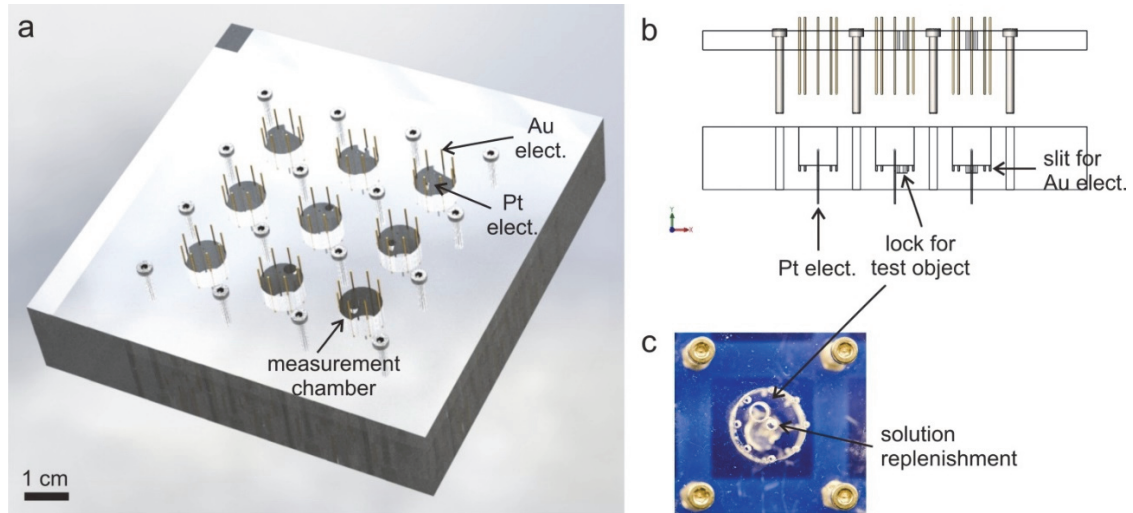 a
Au
elect.
Pt
elect.
measurement
chamber
1 cm
b
slit for
Au elect.
Pt elect.
lock for
test object
Y
X
c
solution
replenishment